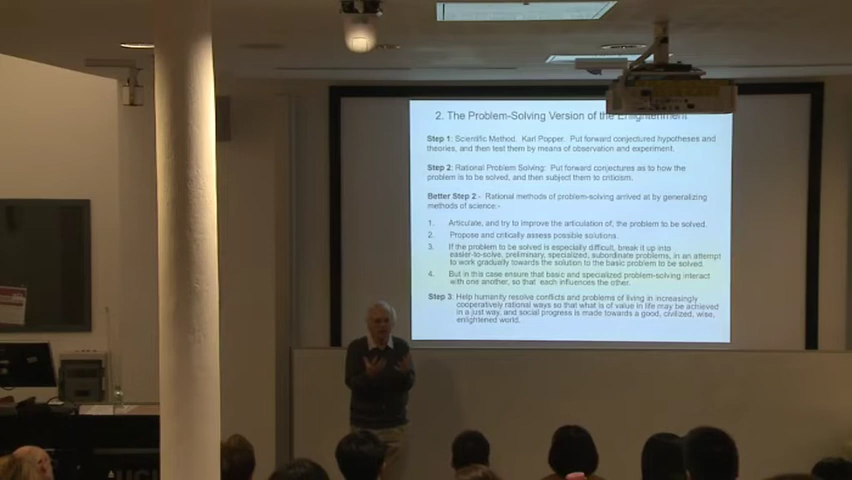 2. The Problem-Solving Version of the Enlightenment
Step 1: Scientific Method. Karl Popper. Put forward conjectured hypotheses and
theories, and then test them by means of observation and experiment.
Step 2: Rational Problem Solving: Put forward conjectures as to how the
problem is to be solved, and then subject them to criticism.
Better Step 2:- Rational methods of problem-solving arrived at by generalizing
methods of science:-
1. Articulate, and try to improve the articulation of, the problem to be solved.
2. Propose and critically assess possible solutions.
3. If the problem to be solved is especially difficult, break it up into
easier-to-solve, preliminary, specialized, subordinate problems, in an attempt
to work gradually towards the solution to the basic problem to be solved.
4. But in this case ensure that basic and specialized problem-solving interact
with one another, so that each influences the other.
Step 3: Help humanity resolve conflicts and problems of living in increasingly
cooperatively rational ways so that what is of value in life may be achieved
in a just way, and social progress is made towards a good, civilized, wise,
enlightened world.